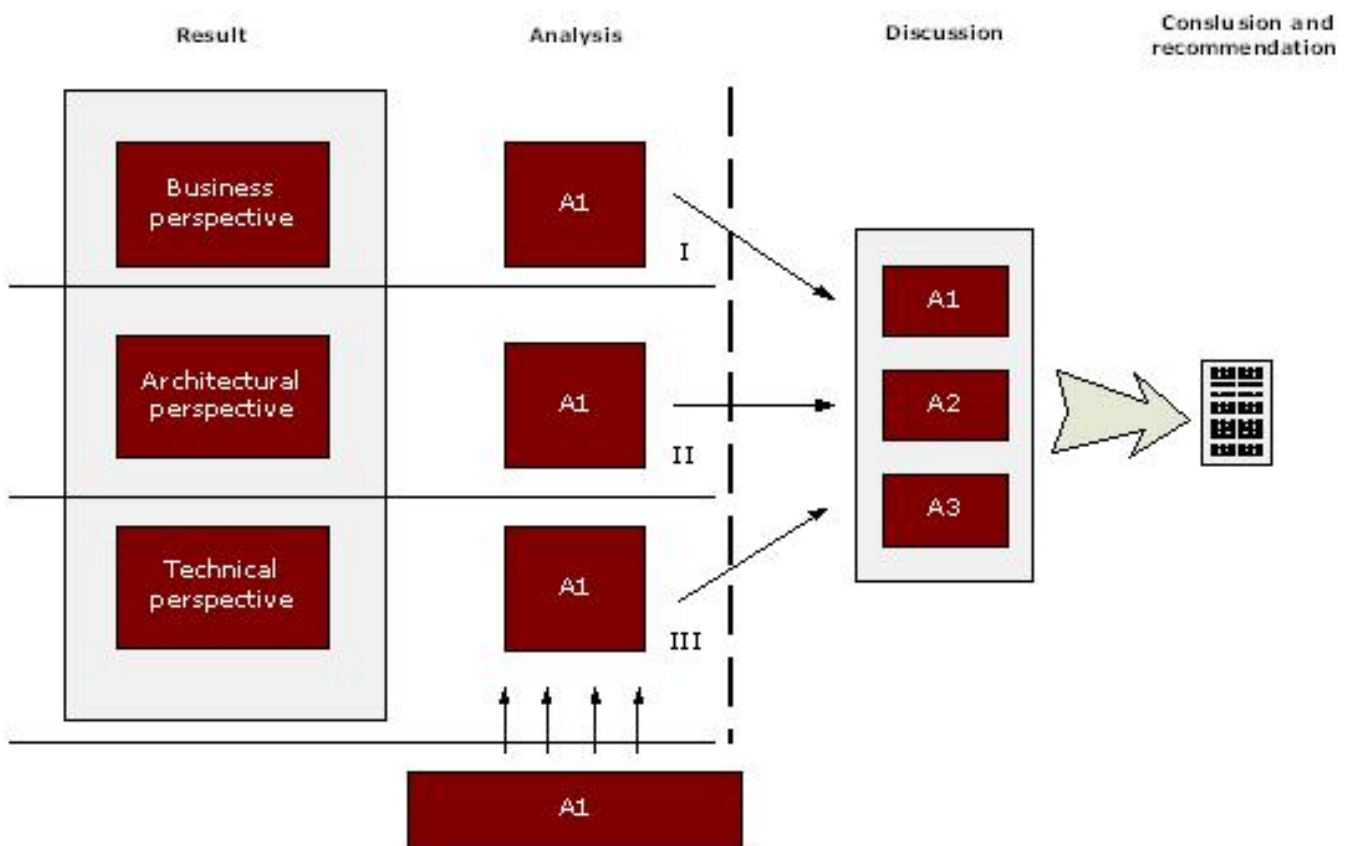 Result
Analysis
Discussion
Conslusion and
recommendation
Business
perspective
A1
I
Architectural
perspective
A1
II
Technical
perspective
A1
III
A1
A1
A2
A3